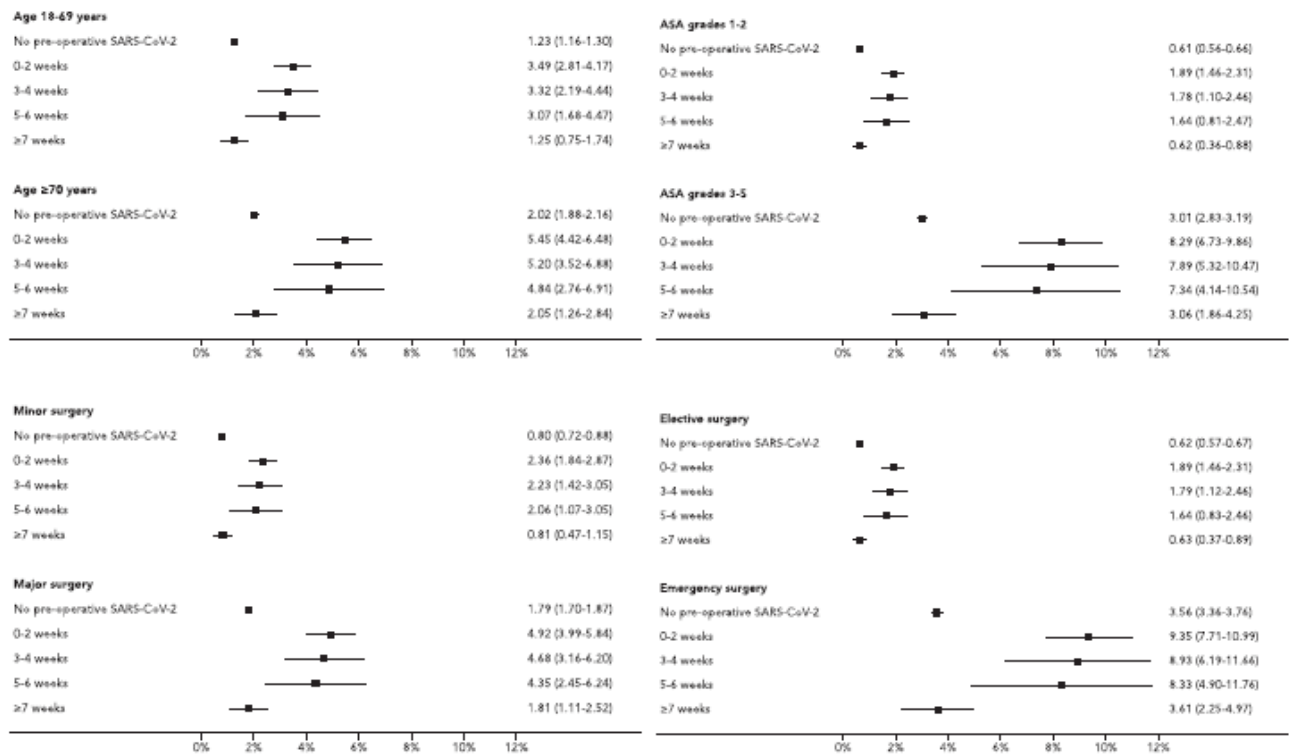 Age 18-69 years
No pre-operative SARS-CoV-2 1.23 (1.16-1.30)
0-2 weeks 3.49 (2.81-4.17)
3-4 weeks 3.32 (2.19-4.44)
5-6 weeks 3.07 (1.68-4.47)
≥7 weeks 1.25 (0.75-1.74)
Age ≥70 years
No pre-operative SARS-CoV-2 2.02 (1.88-2.16)
0-2 weeks 5.45 (4.42-6.48)
3-4 weeks 5.20 (3.52-6.88)
5-6 weeks 4.84 (2.76-6.91)
≥7 weeks 2.05 (1.26-2.84)
0% 2% 4% 6% 8% 10% 12%
ASA grades 1-2
No pre-operative SARS-CoV-2 0.61 (0.56-0.66)
0-2 weeks 1.89 (1.46-2.31)
3-4 weeks 1.78 (1.10-2.46)
5-6 weeks 1.64 (0.81-2.47)
≥7 weeks 0.62 (0.36-0.88)
ASA grades 3-5
No pre-operative SARS-CoV-2 3.01 (2.83-3.19)
0-2 weeks 8.29 (6.73-9.86)
3-4 weeks 7.89 (5.32-10.47)
5-6 weeks 7.34 (4.14-10.54)
≥7 weeks 3.06 (1.86-4.25)
0% 2% 4% 6% 8% 10% 12%
Minor surgery
No pre-operative SARS-CoV-2 0.80 (0.72-0.88)
0-2 weeks 2.36 (1.84-2.87)
3-4 weeks 2.23 (1.42-3.05)
5-6 weeks 2.06 (1.07-3.05)
≥7 weeks 0.81 (0.47-1.15)
Major surgery
No pre-operative SARS-CoV-2 1.79 (1.70-1.87)
0-2 weeks 4.92 (3.99-5.84)
3-4 weeks 4.68 (3.16-6.20)
5-6 weeks 4.35 (2.45-6.24)
≥7 weeks 1.81 (1.11-2.52)
0% 2% 4% 6% 8% 10% 12%
Elective surgery
No pre-operative SARS-CoV-2 0.62 (0.57-0.67)
0-2 weeks 1.89 (1.46-2.31)
3-4 weeks 1.79 (1.12-2.46)
5-6 weeks 1.64 (0.83-2.46)
≥7 weeks 0.63 (0.37-0.89)
Emergency surgery
No pre-operative SARS-CoV-2 3.56 (3.36-3.76)
0-2 weeks 9.35 (7.71-10.99)
3-4 weeks 8.93 (6.19-11.66)
5-6 weeks 8.33 (4.90-11.76)
≥7 weeks 3.61 (2.25-4.97)
0% 2% 4% 6% 8% 10% 12%